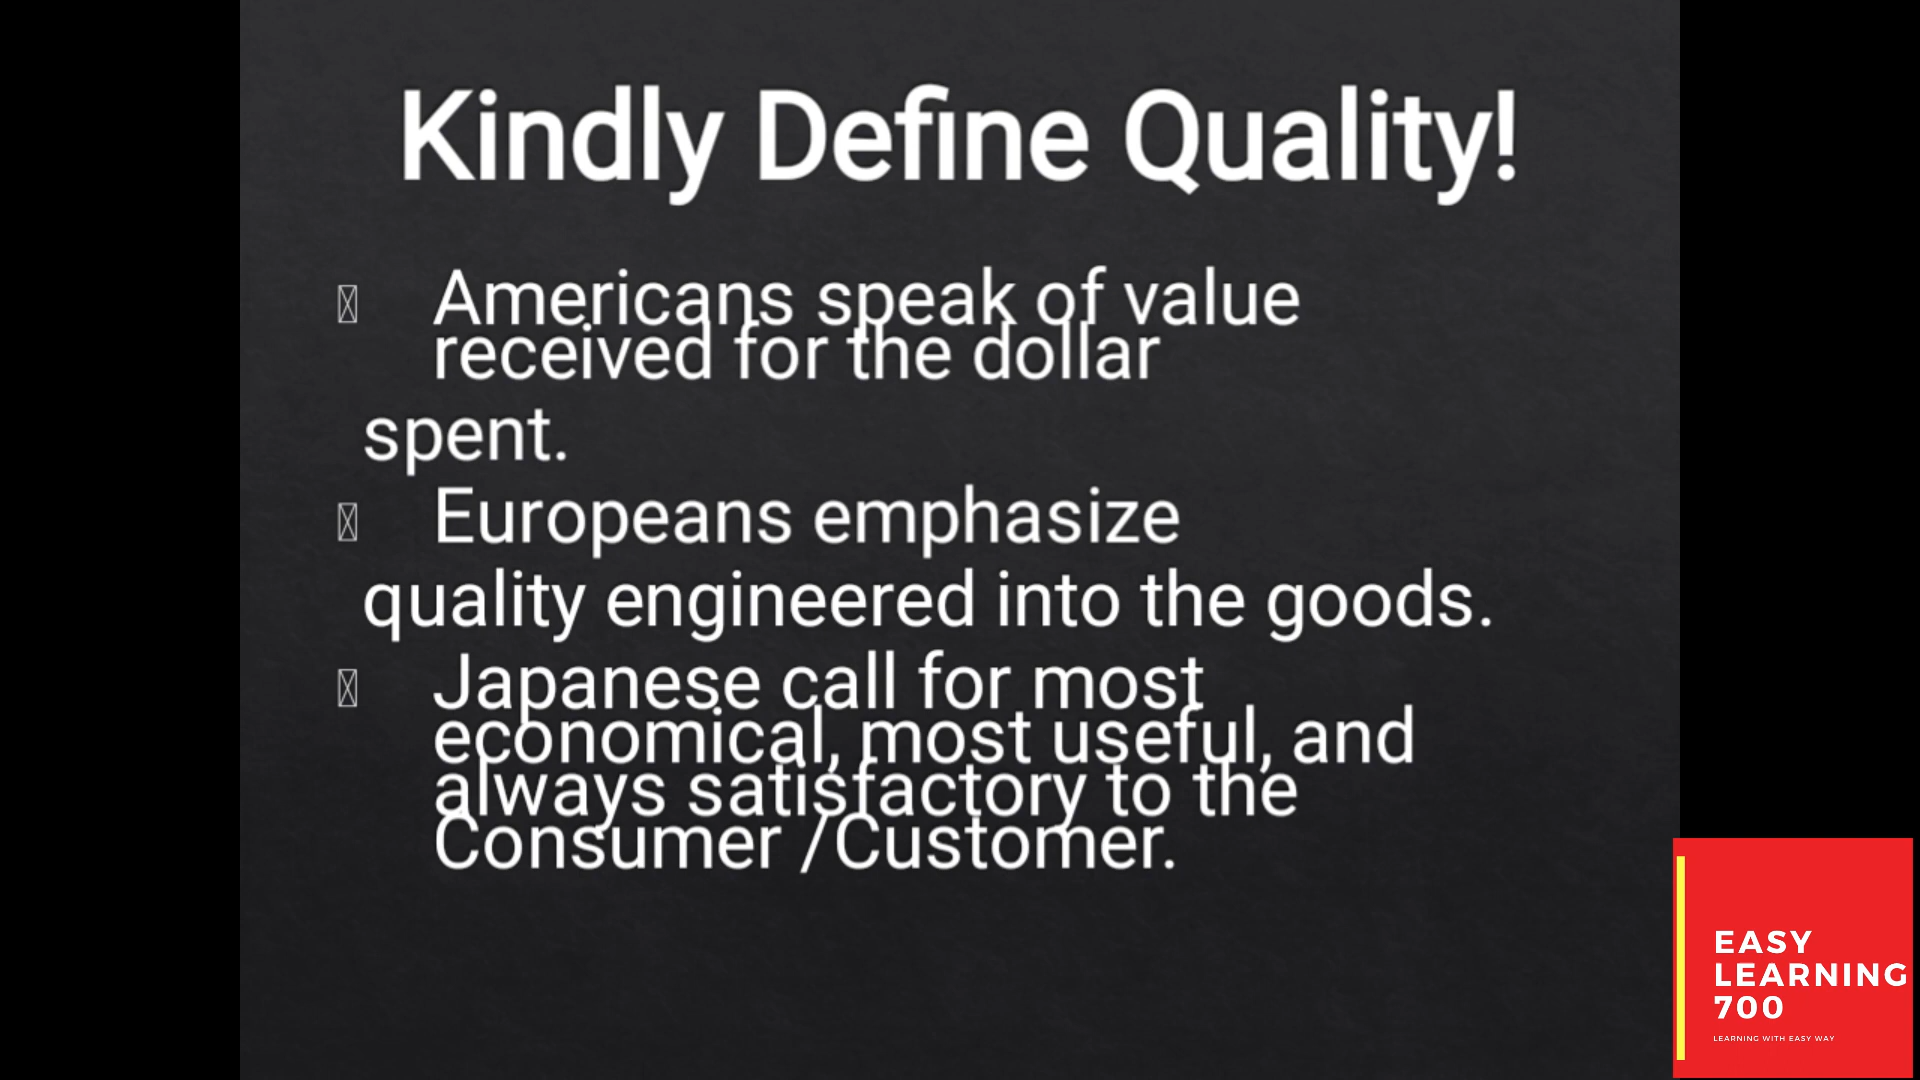 Kindly Define Quality!
Americans speak of value
received for the dollar
spent.
Europeans emphasize
quality engineered into the goods.
Japanese call for most
economical, most useful, and
always satisfactory to the
Consumer /Customer.
EASY
LEARNING
700
LEARNING WITH EASY WAY